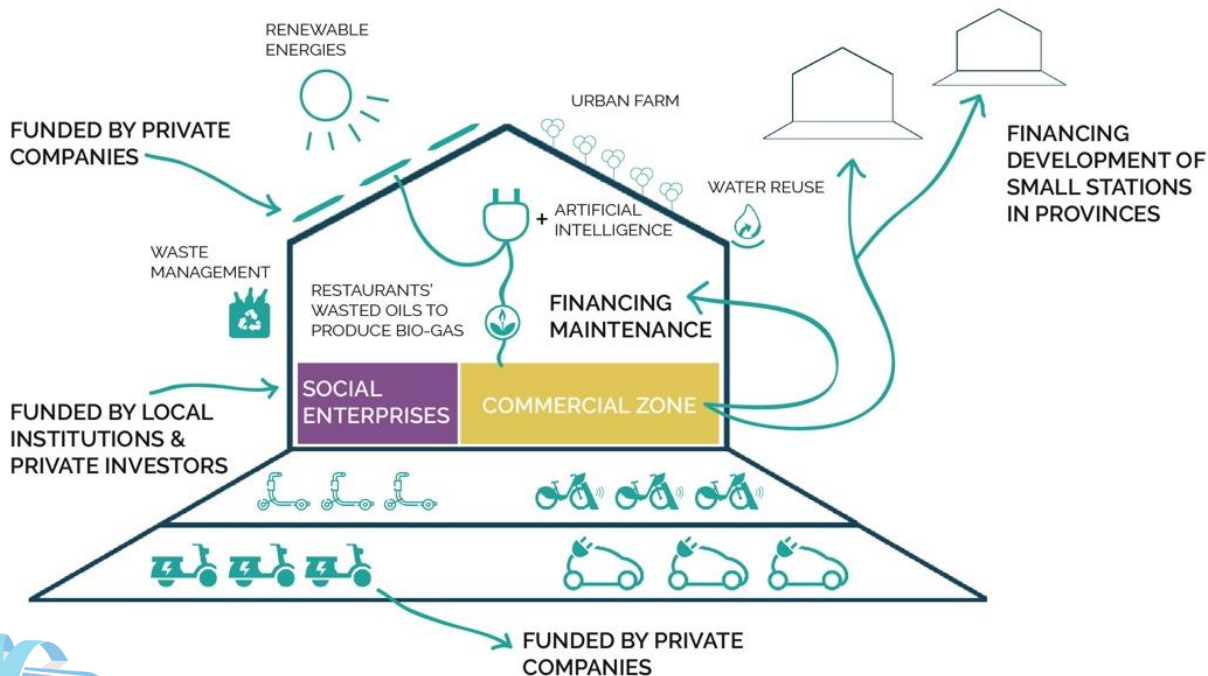 RENEWABLE
ENERGIES
FUNDED BY PRIVATE
COMPANIES
URBAN FARM
FINANCING
DEVELOPMENT OF
SMALL STATIONS
IN PROVINCES
WATER REUSE
+ ARTIFICIAL
INTELLIGENCE
WASTE
MANAGEMENT
RESTAURANTS'
WASTED OILS TO
PRODUCE BIO-GAS
FINANCING
MAINTENANCE
SOCIAL
ENTERPRISES
COMMERCIAL ZONE
FUNDED BY LOCAL
INSTITUTIONS &
PRIVATE INVESTORS
FUNDED BY PRIVATE
COMPANIES